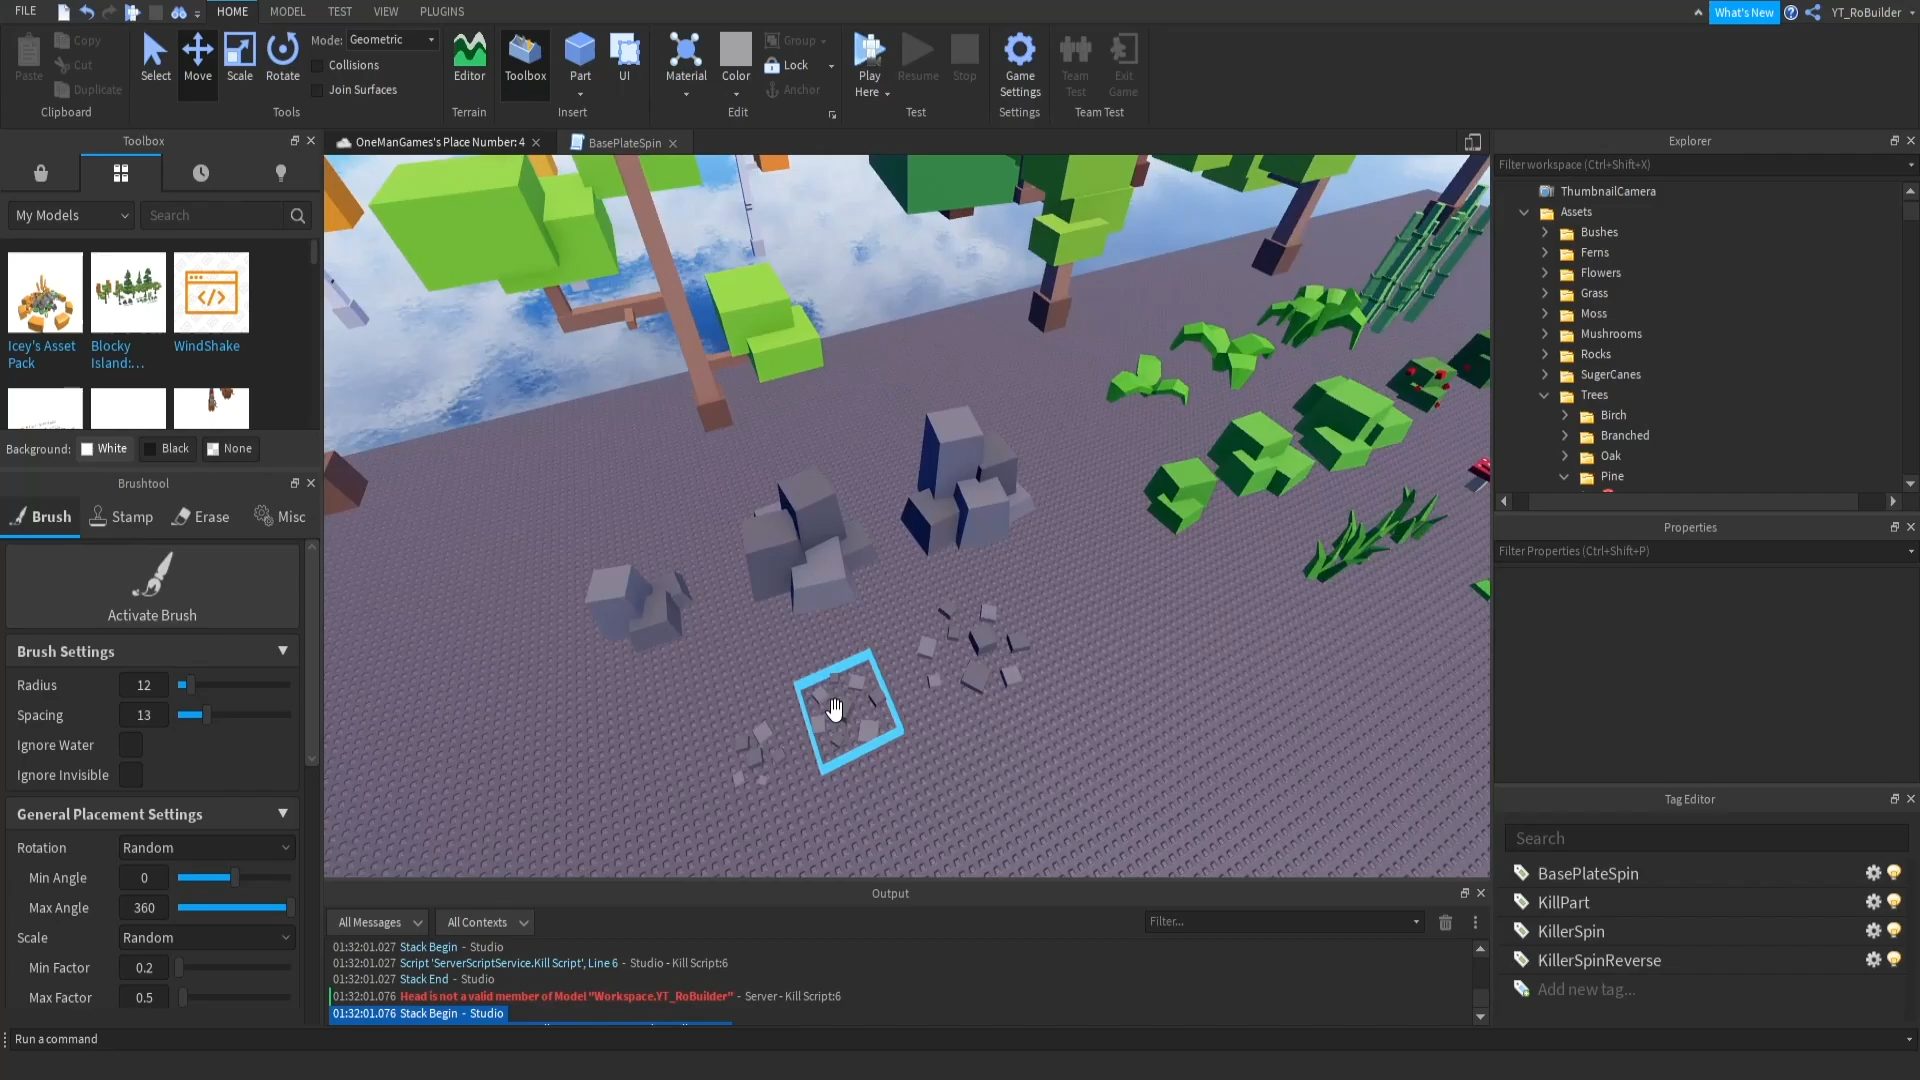 FILE
HOME
MODEL
TEST
VIEW
PLUGINS
What's New
YT_RoBuilder
Paste
Copy
Cut
Duplicate
Clipboard
Select
Move
Scale
Rotate
Mode: Geometric
Collisions
Join Surfaces
Tools
Editor
Terrain
Toolbox
Part
UI
Insert
Material
Color
Group
Lock
Anchor
Edit
Play Here
Resume
Stop
Test
Game Settings
Settings
Team Test
Exit Game
Team Test
Toolbox
OneManGames's Place Number: 4
BasePlateSpin
My Models
Search
Icey's Asset Pack
Blocky Island:...
WindShake
Background:
White
Black
None
Brushtool
Brush
Stamp
Erase
Misc
Activate Brush
Brush Settings
Radius 12
Spacing 13
Ignore Water
Ignore Invisible
General Placement Settings
Rotation Random
Min Angle 0
Max Angle 360
Scale Random
Min Factor 0.2
Max Factor 0.5
Output
All Messages
All Contexts
Filter...
01:32:01.027 Stack Begin - Studio
01:32:01.027 Script 'ServerScriptService.Kill Script', Line 6 - Studio - Kill Script:6
01:32:01.027 Stack End - Studio
01:32:01.076 Head is not a valid member of Model "Workspace.YT_RoBuilder" - Server - Kill Script:6
01:32:01.076 Stack Begin - Studio
Explorer
Filter workspace (Ctrl+Shift+X)
ThumbnailCamera
Assets
Bushes
Ferns
Flowers
Grass
Moss
Mushrooms
Rocks
SugerCanes
Trees
Birch
Branched
Oak
Pine
Properties
Filter Properties (Ctrl+Shift+P)
Tag Editor
Search
BasePlateSpin
KillPart
KillerSpin
KillerSpinReverse
Add new tag...
Run a command